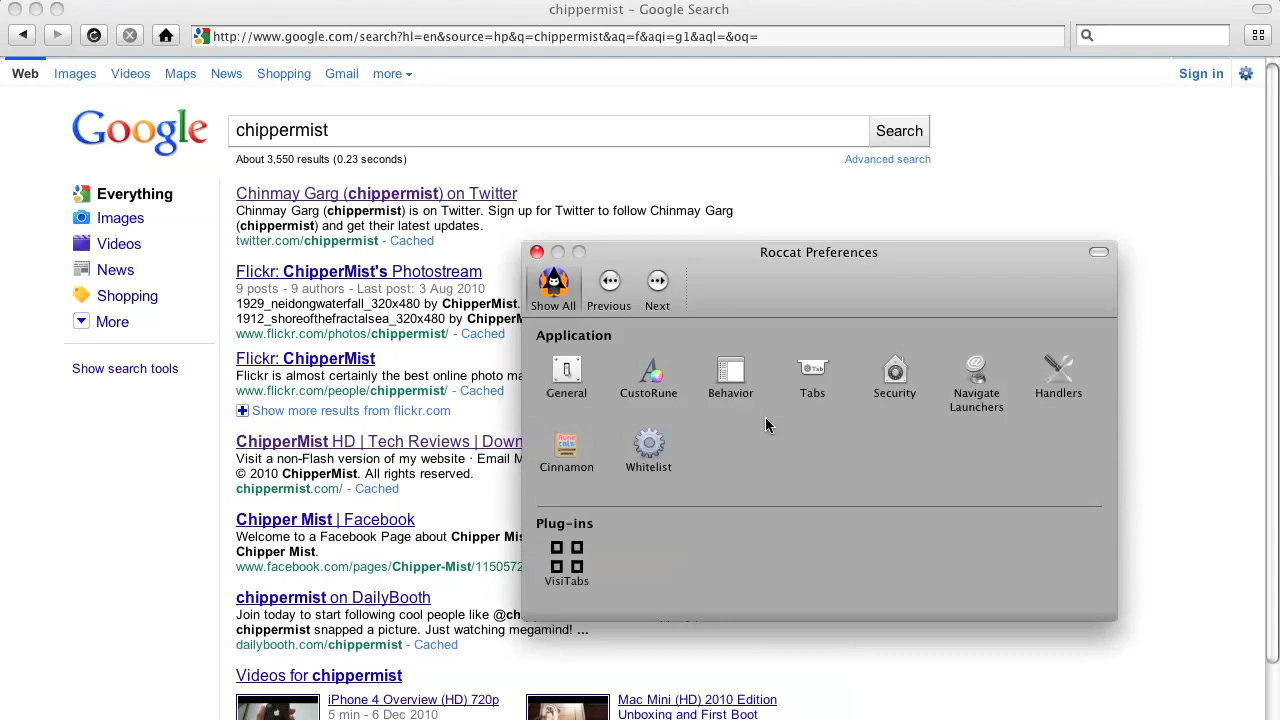 chippermist – Google Search
http://www.google.com/search?hl=en&source=hp&q=chippermist&aq=f&aqi=g1&aql=&oq=
Web Images Videos Maps News Shopping Gmail more Sign in
Google chippermist Search
About 3,550 results (0.23 seconds) Advanced search
Everything
Images
Videos
News
Shopping
More
Show search tools
Chinmay Garg (chippermist) on Twitter
Chinmay Garg (chippermist) is on Twitter. Sign up for Twitter to follow Chinmay Garg
(chippermist) and get their latest updates.
twitter.com/chippermist - Cached
Flickr: ChipperMist's Photostream
9 posts - 9 authors - Last post: 3 Aug 2010
1929_neidongwaterfall_320x480 by ChipperMist.
1912_shoreofthefractalsea_320x480 by ChipperM
www.flickr.com/photos/chippermist/ - Cached
Flickr: ChipperMist
Flickr is almost certainly the best online photo ma
www.flickr.com/people/chippermist/ - Cached
Show more results from flickr.com
ChipperMist HD | Tech Reviews | Down
Visit a non-Flash version of my website · Email M
© 2010 ChipperMist. All rights reserved.
chippermist.com/ - Cached
Chipper Mist | Facebook
Welcome to a Facebook Page about Chipper Mis
Chipper Mist.
www.facebook.com/pages/Chipper-Mist/1150572
chippermist on DailyBooth
Join today to start following cool people like @ch
chippermist snapped a picture. Just watching megamind! ...
dailybooth.com/chippermist - Cached
Videos for chippermist
iPhone 4 Overview (HD) 720p
5 min - 6 Dec 2010
Mac Mini (HD) 2010 Edition
Unboxing and First Boot
Roccat Preferences
Show All Previous Next
Application
General CustoRune Behavior Tabs Security Navigate Launchers Handlers
Cinnamon Whitelist
Plug-ins
VisiTabs